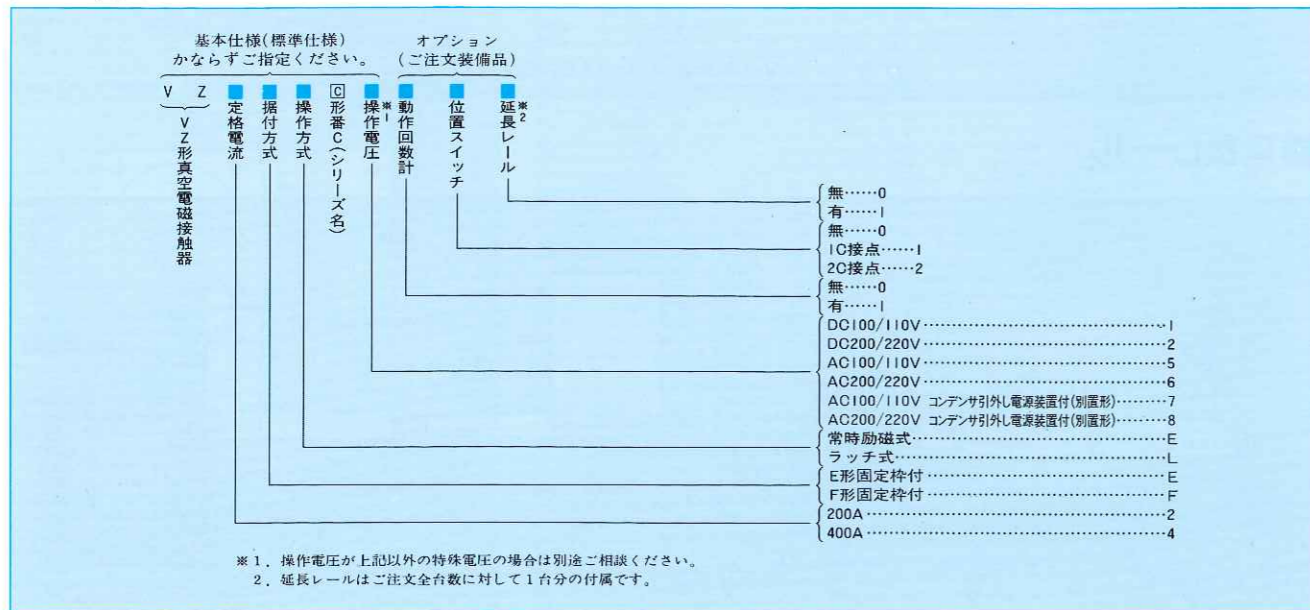 基本仕様(標準仕様)
かならずご指定ください。
オプション
(ご注文装備品)
V Z ■ ■ ■ C ■ ■ ■ ■
VZ形真空電磁接触器
定格電流
据付方式
操作方式
形番C(シリーズ名)
操作電圧※1
動作回数計
位置スイッチ
延長レール※2
無……0
有……1
無……0
1C接点……1
2C接点……2
無……0
有……1
DC100/110V……1
DC200/220V……2
AC100/110V……5
AC200/220V……6
AC100/110V コンデンサ引外し電源装置付(別置形)……7
AC200/220V コンデンサ引外し電源装置付(別置形)……8
常時励磁式……E
ラッチ式……L
E形固定枠付……E
F形固定枠付……F
200A……2
400A……4
※1. 操作電圧が上記以外の特殊電圧の場合は別途ご相談ください。
2. 延長レールはご注文全台数に対して1台分の付属です。